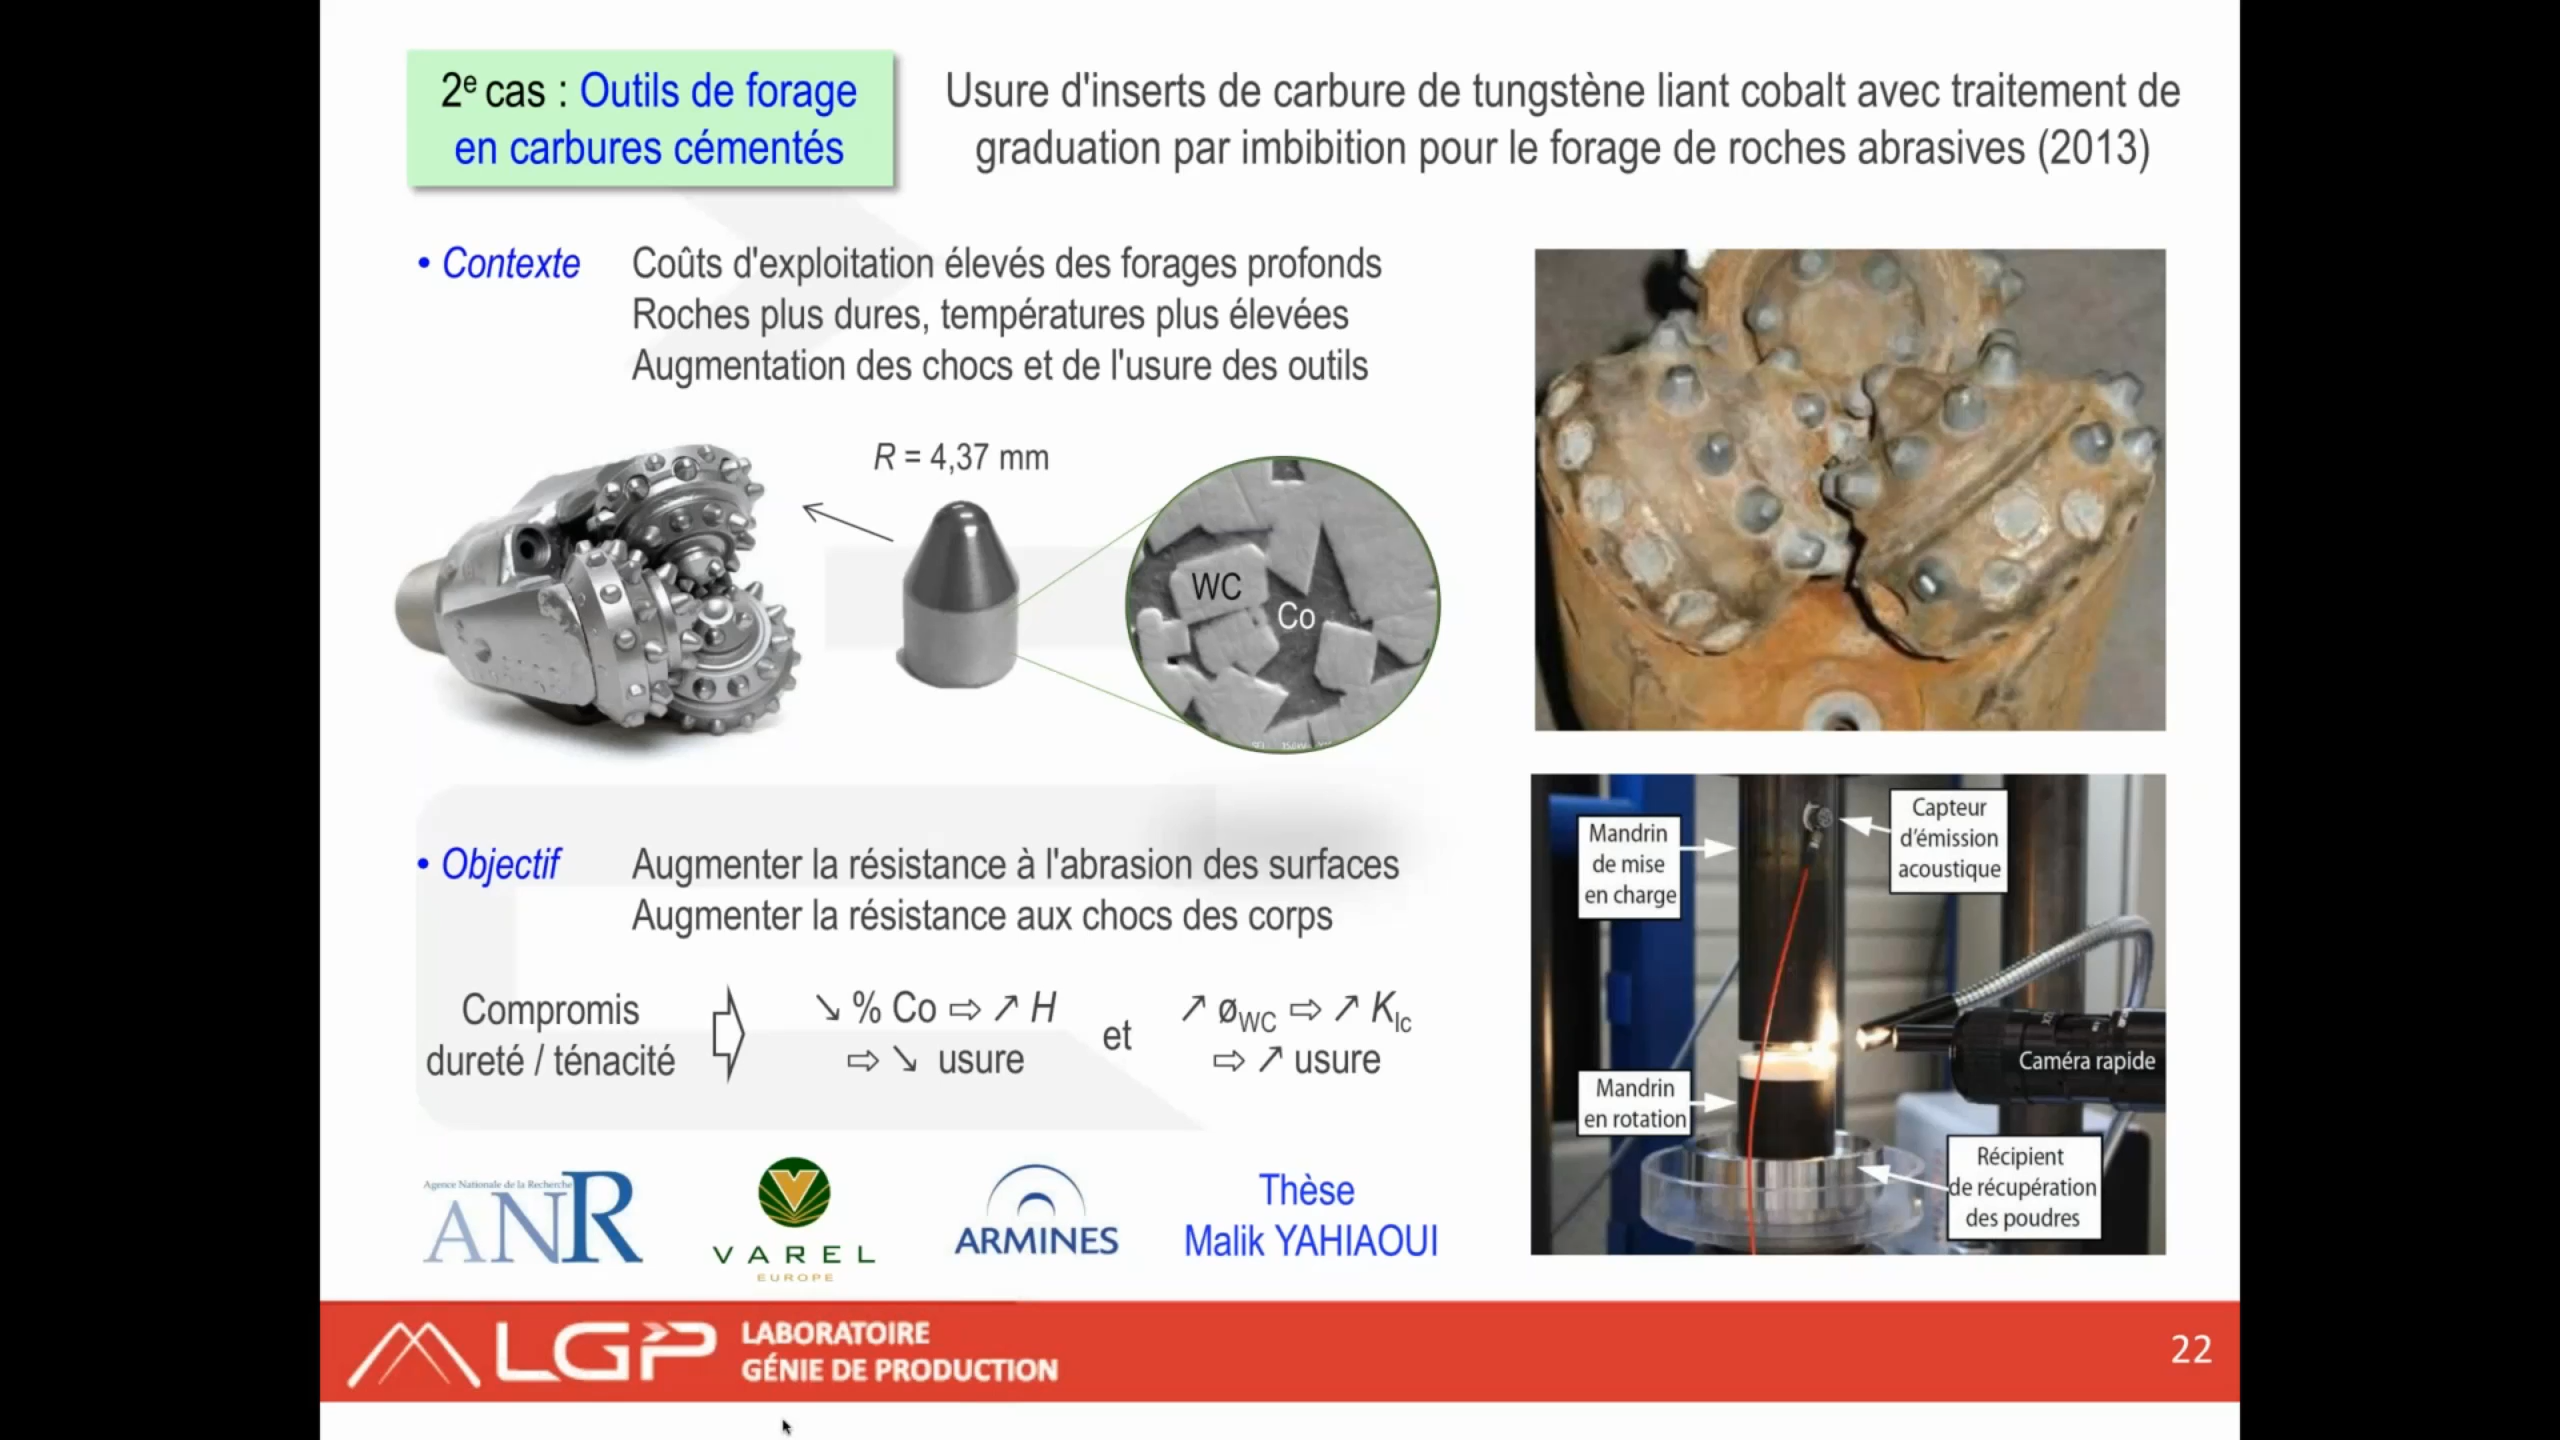 2e cas : Outils de forage
en carbures cémentés
Usure d'inserts de carbure de tungstène liant cobalt avec traitement de
graduation par imbibition pour le forage de roches abrasives (2013)
• Contexte
Coûts d'exploitation élevés des forages profonds
Roches plus dures, températures plus élevées
Augmentation des chocs et de l'usure des outils
R = 4,37 mm
WC
Co
• Objectif
Augmenter la résistance à l'abrasion des surfaces
Augmenter la résistance aux chocs des corps
Compromis
dureté / ténacité
↘ % Co ⇨ ↗ H
⇨ ↘ usure
et
↗ øWC ⇨ ↗ KIc
⇨ ↗ usure
Mandrin
de mise
en charge
Capteur
d'émission
acoustique
Caméra rapide
Mandrin
en rotation
Récipient
de récupération
des poudres
Agence Nationale de la Recherche
ANR
VAREL
EUROPE
ARMINES
Thèse
Malik YAHIAOUI
LGP
LABORATOIRE
GÉNIE DE PRODUCTION
22